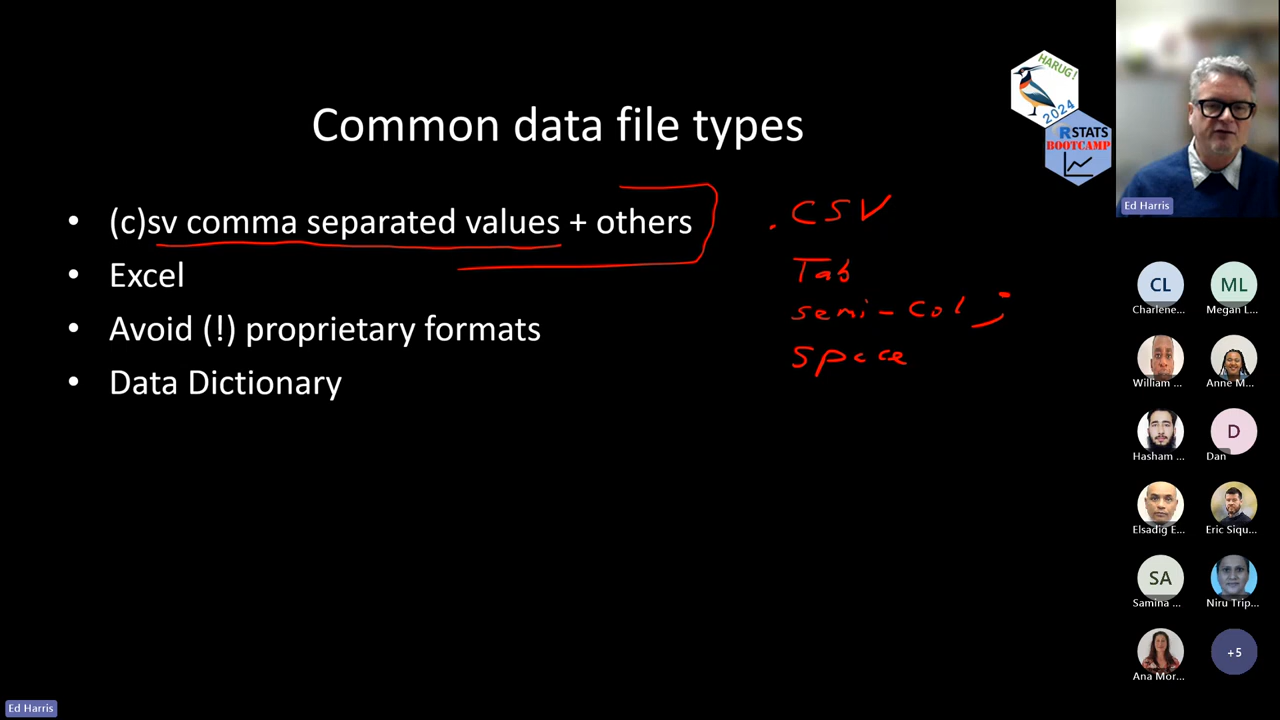 Common data file types
• (c)sv comma separated values + others
• Excel
• Avoid (!) proprietary formats
• Data Dictionary
.CSV
Tab
semi-col ;
space
HARUG!
2024
RSTATS
BOOTCAMP
Ed Harris
CL
ML
Charlene...
Megan L...
William ...
Anne M...
D
Hasham ...
Dan
Elsadig E...
Eric Siqu...
SA
Samina ...
Niru Trip...
+5
Ana Mor...
Ed Harris